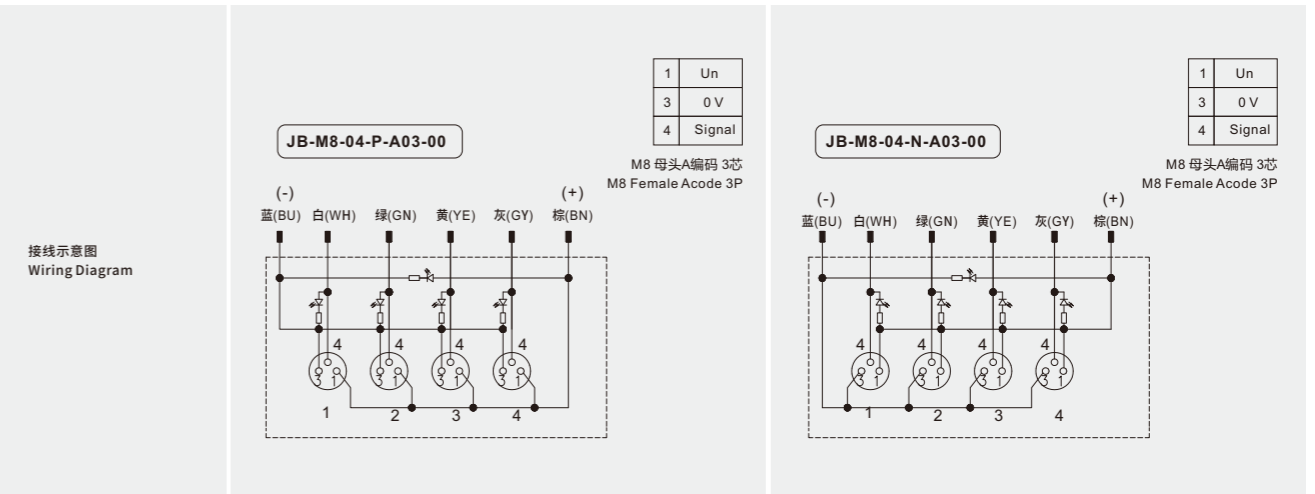 接线示意图
Wiring Diagram
1 Un
3 0 V
4 Signal
JB-M8-04-P-A03-00
M8 母头A编码 3芯
M8 Female Acode 3P
(-) (+)
蓝(BU) 白(WH) 绿(GN) 黄(YE) 灰(GY) 棕(BN)
4 4 4 4
3 1 3 1 3 1 3 1
1 2 3 4
1 Un
3 0 V
4 Signal
JB-M8-04-N-A03-00
M8 母头A编码 3芯
M8 Female Acode 3P
(-) (+)
蓝(BU) 白(WH) 绿(GN) 黄(YE) 灰(GY) 棕(BN)
4 4 4 4
3 1 3 1 3 1 3 1
1 2 3 4